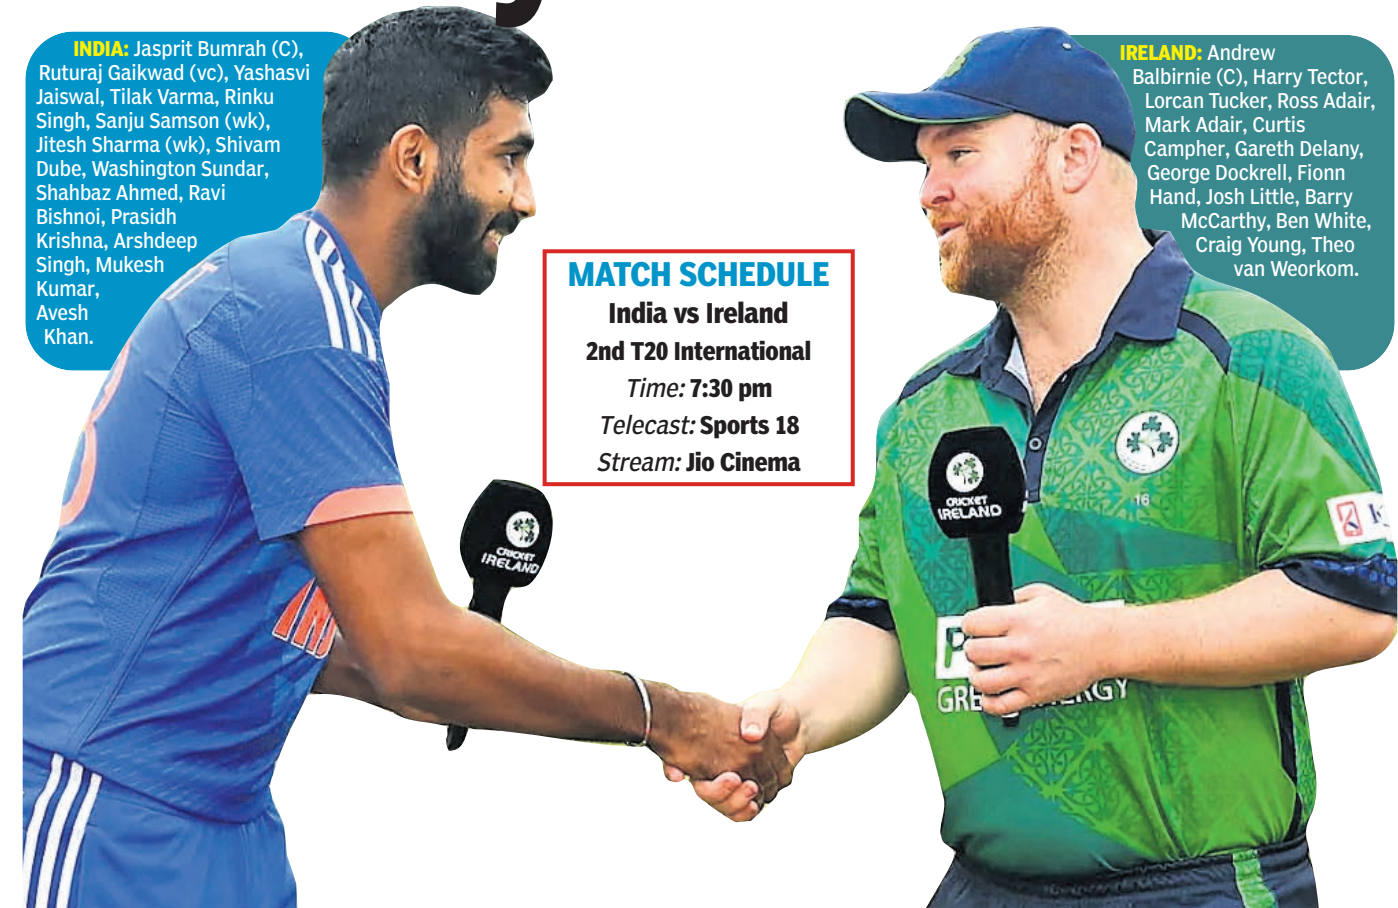 INDIA: Jasprit Bumrah (C),
Ruturaj Gaikwad (vc), Yashasvi
Jaiswal, Tilak Varma, Rinku
Singh, Sanju Samson (wk),
Jitesh Sharma (wk), Shivam
Dube, Washington Sundar,
Shahbaz Ahmed, Ravi
Bishnoi, Prasidh
Krishna, Arshdeep
Singh, Mukesh
Kumar,
Avesh
Khan.
MATCH SCHEDULE
India vs Ireland
2nd T20 International
Time: 7:30 pm
Telecast: Sports 18
Stream: Jio Cinema
IRELAND: Andrew
Balbirnie (C), Harry Tector,
Lorcan Tucker, Ross Adair,
Mark Adair, Curtis
Campher, Gareth Delany,
George Dockrell, Fionn
Hand, Josh Little, Barry
McCarthy, Ben White,
Craig Young, Theo
van Weorkom.
CRICKET
IRELAND
CRICKET
IRELAND
16